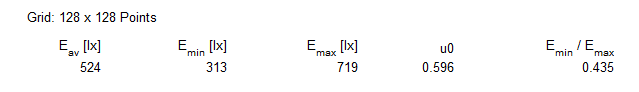 Grid: 128 x 128 Points
Eav [lx] Emin [lx] Emax [lx] u0 Emin / Emax
524 313 719 0.596 0.435